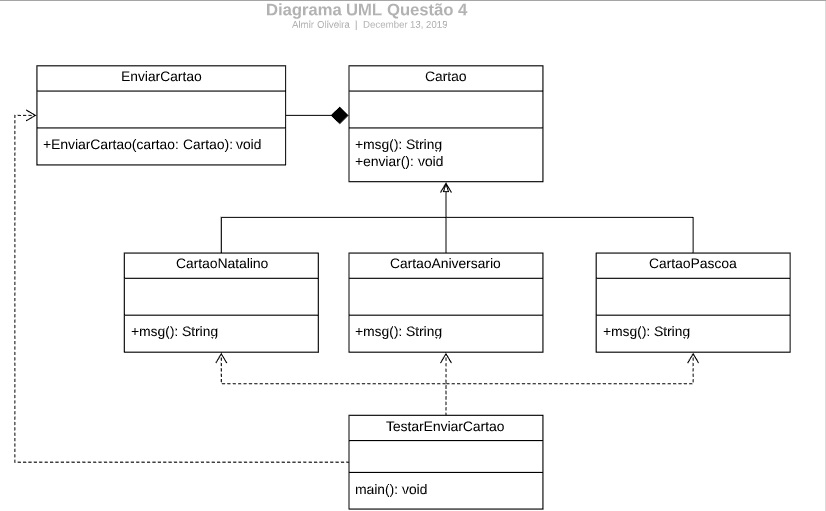 Diagrama UML Questão 4
Almir Oliveira | December 13, 2019
EnviarCartao
+EnviarCartao(cartao: Cartao): void
Cartao
+msg(): String
+enviar(): void
CartaoNatalino
+msg(): String
CartaoAniversario
+msg(): String
CartaoPascoa
+msg(): String
TestarEnviarCartao
main(): void